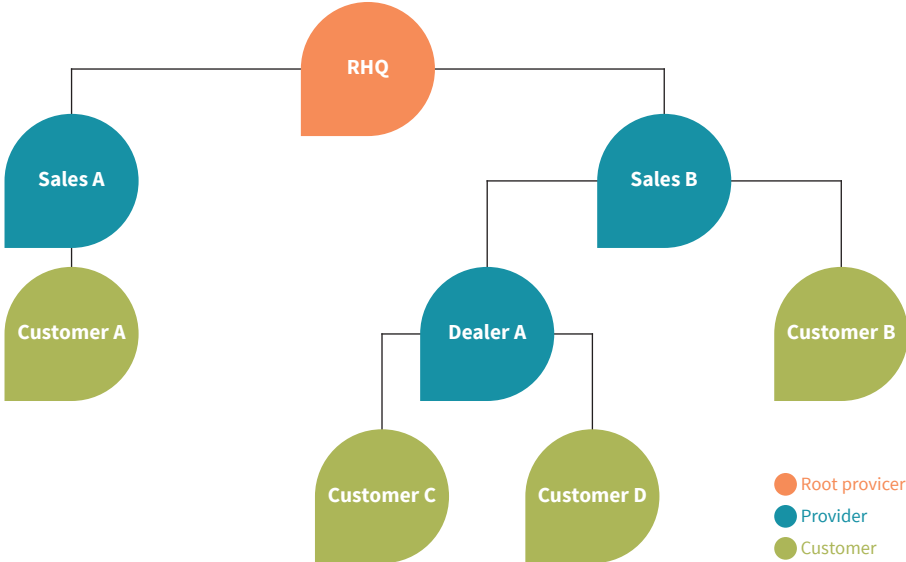 RHQ
Sales A
Sales B
Customer A
Dealer A
Customer B
Customer C
Customer D
Root provicer
Provider
Customer